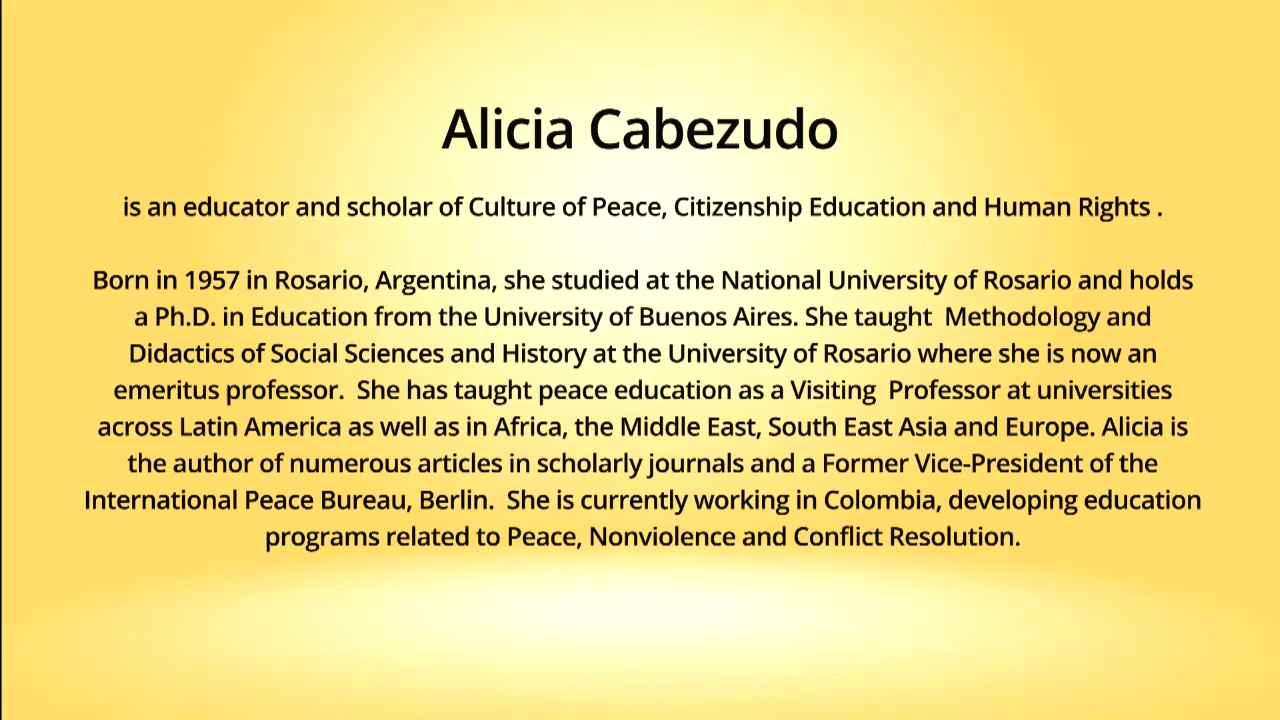 Alicia Cabezudo
is an educator and scholar of Culture of Peace, Citizenship Education and Human Rights .
Born in 1957 in Rosario, Argentina, she studied at the National University of Rosario and holds
a Ph.D. in Education from the University of Buenos Aires. She taught  Methodology and
Didactics of Social Sciences and History at the University of Rosario where she is now an
emeritus professor.  She has taught peace education as a Visiting  Professor at universities
across Latin America as well as in Africa, the Middle East, South East Asia and Europe. Alicia is
the author of numerous articles in scholarly journals and a Former Vice-President of the
International Peace Bureau, Berlin.  She is currently working in Colombia, developing education
programs related to Peace, Nonviolence and Conflict Resolution.